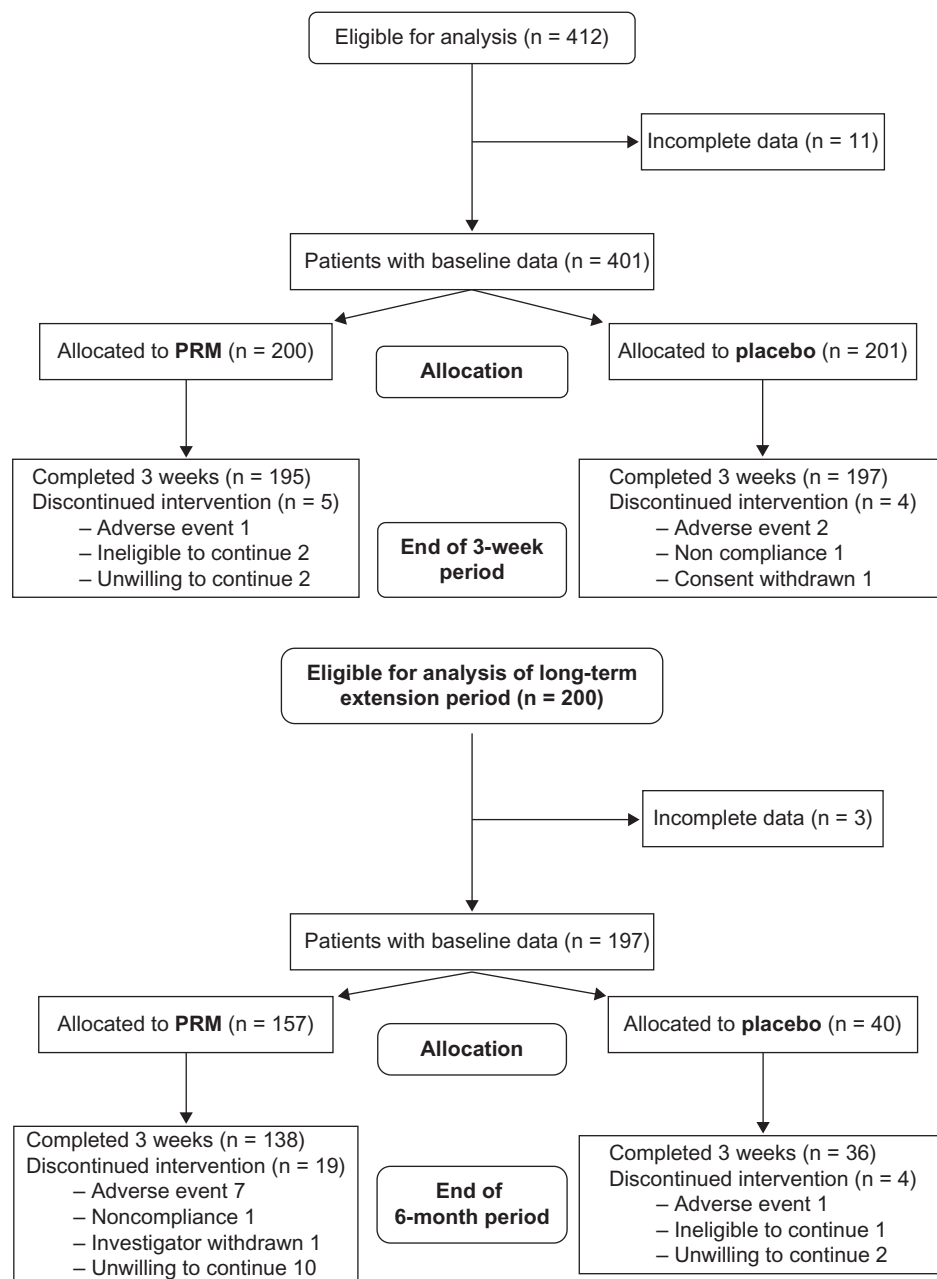 Eligible for analysis (n = 412)
Incomplete data (n = 11)
Patients with baseline data (n = 401)
Allocated to PRM (n = 200)
Allocation
Allocated to placebo (n = 201)
Completed 3 weeks (n = 195)
Discontinued intervention (n = 5)
– Adverse event 1
– Ineligible to continue 2
– Unwilling to continue 2
End of 3-week
period
Completed 3 weeks (n = 197)
Discontinued intervention (n = 4)
– Adverse event 2
– Non compliance 1
– Consent withdrawn 1
Eligible for analysis of long-term
extension period (n = 200)
Incomplete data (n = 3)
Patients with baseline data (n = 197)
Allocated to PRM (n = 157)
Allocation
Allocated to placebo (n = 40)
Completed 3 weeks (n = 138)
Discontinued intervention (n = 19)
– Adverse event 7
– Noncompliance 1
– Investigator withdrawn 1
– Unwilling to continue 10
End of
6-month period
Completed 3 weeks (n = 36)
Discontinued intervention (n = 4)
– Adverse event 1
– Ineligible to continue 1
– Unwilling to continue 2